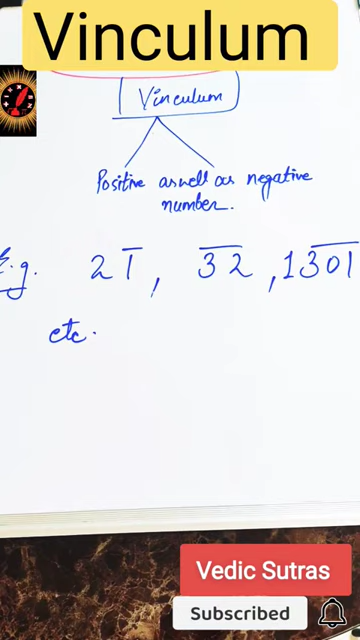 Vinculum
Vinculum
Positive as well as negative
number.
E.g. 21̅, 3̅2̅, 13̅0̅1̅
etc.
Vedic Sutras
Subscribed